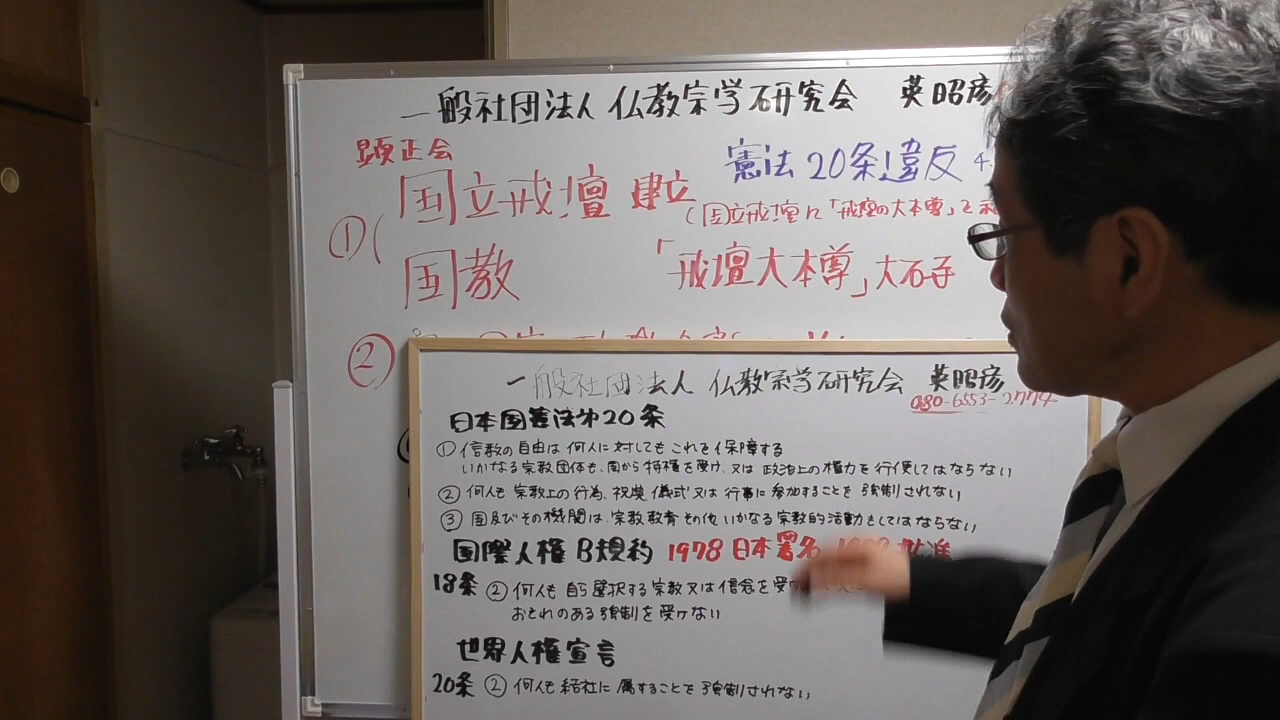 一般社団法人 仏教宗学研究会 英昭彦
顕正会
憲法20条違反
① 国立戒壇 建立
(国立戒壇に「戒壇の大本尊」を
国教 「戒壇大本尊」大石寺
②
一般社団法人 仏教宗学研究会 英昭彦
080-6553-2774
日本国憲法第20条
① 信教の自由は何人に対してもこれを保障する
いかなる宗教団体も、国から特権を受け、又は政治上の権力を行使してはならない
② 何人も宗教上の行為、祝典、儀式又は行事に参加することを強制されない
③ 国及びその機関は、宗教教育その他いかなる宗教的活動もしてはならない
国際人権B規約 1978日本署名 批准
18条 ② 何人も自ら選択する宗教又は信念を受
おそれのある強制を受けない
世界人権宣言
20条 ② 何人も結社に属することを強制されない